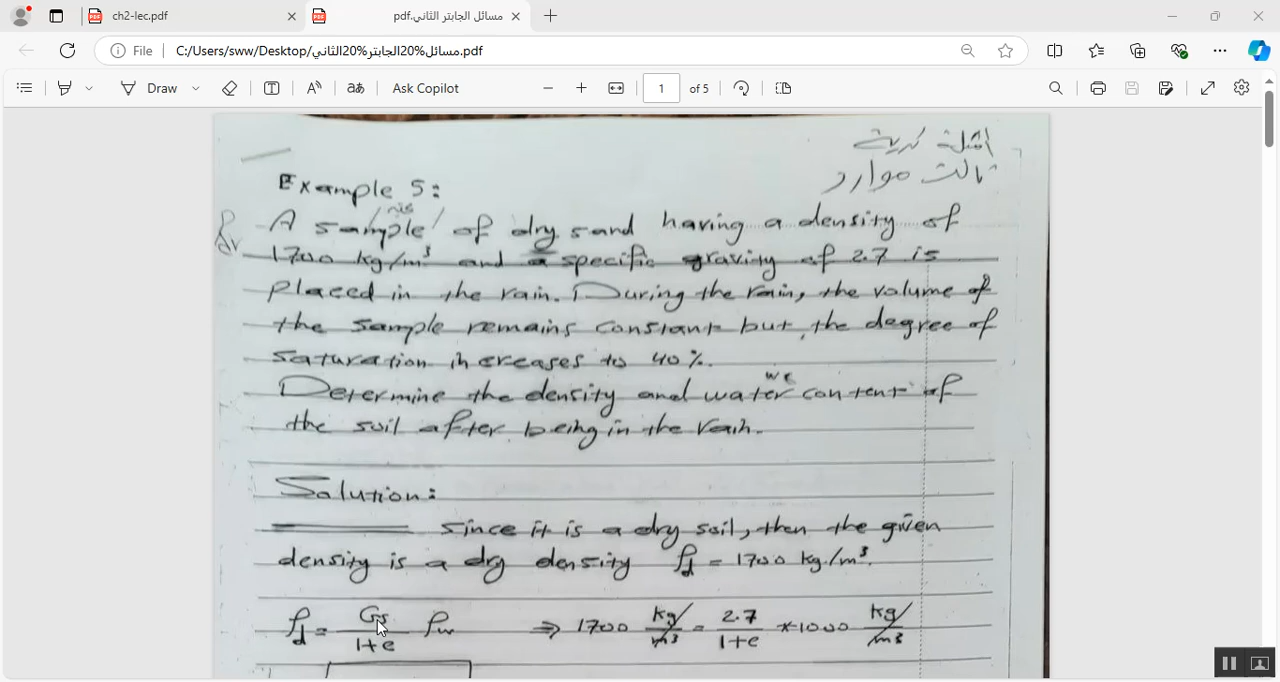 ch2-lec.pdf
مسائل الجابتر الثاني.pdf
File
C:/Users/sww/Desktop/مسائل%20الجابتر%20الثاني.pdf
Draw
Ask Copilot
1 of 5
امثلة
ثالث موارد
Example 5:
A sample of dry sand having a density of
1700 kg/m³ and a specific gravity of 2.7 is
placed in the rain. During the rain, the volume of
the sample remains constant but, the degree of
saturation increases to 40%.
wc
Determine the density and water content of
the soil after being in the rain.
Solution:
since it is a dry soil, then the given
density is a dry density ρd = 1700 kg/m³.
ρd = Gs/1+e ρw ⇒ 1700 kg/m³ = 2.7/1+e *1000 kg/m³